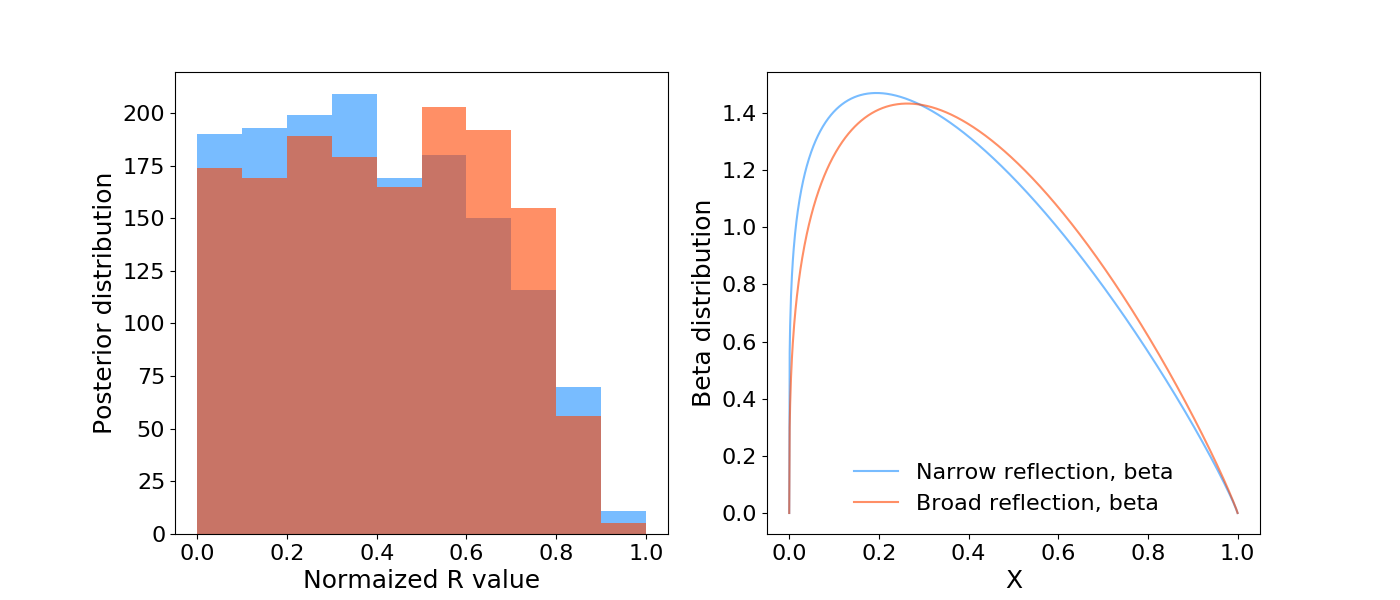 Posterior distribution
200
175
150
125
100
75
50
25
0
0.0 0.2 0.4 0.6 0.8 1.0
Normaized R value
Beta distribution
1.4
1.2
1.0
0.8
0.6
0.4
0.2
0.0
Narrow reflection, beta
Broad reflection, beta
0.0 0.2 0.4 0.6 0.8 1.0
X